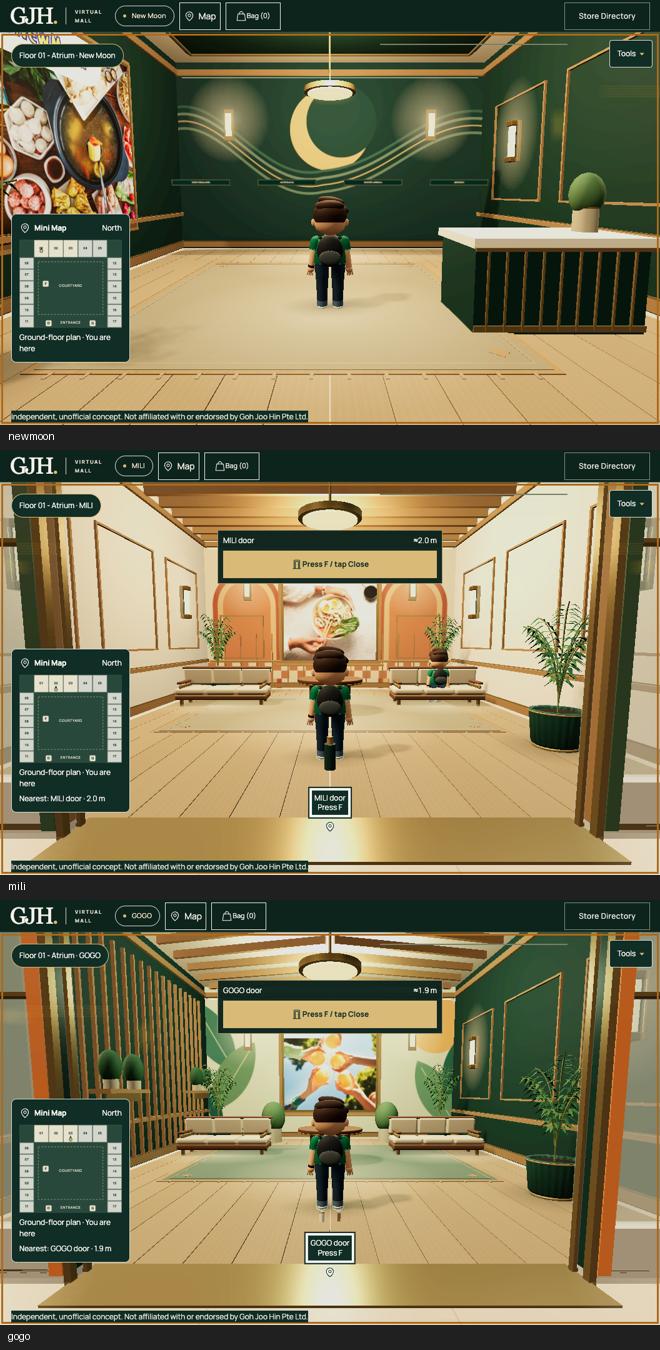 GJH.
VIRTUAL
MALL
New Moon
Map
Bag (0)
Store Directory
Floor 01 - Atrium · New Moon
Tools
Mini Map
North
COURTYARD
ENTRANCE
Ground-floor plan · You are
here
Independent, unofficial concept. Not affiliated with or endorsed by Goh Joo Hin Pte Ltd.
newmoon
GJH.
VIRTUAL
MALL
MILI
Map
Bag (0)
Store Directory
Floor 01 - Atrium · MILI
Tools
MILI door
≈2.0 m
Press F / tap Close
Mini Map
North
COURTYARD
ENTRANCE
Ground-floor plan · You are
here
Nearest: MILI door · 2.0 m
MILI door
Press F
Independent, unofficial concept. Not affiliated with or endorsed by Goh Joo Hin Pte Ltd.
mili
GJH.
VIRTUAL
MALL
GOGO
Map
Bag (0)
Store Directory
Floor 01 - Atrium · GOGO
Tools
GOGO door
≈1.9 m
Press F / tap Close
Mini Map
North
COURTYARD
ENTRANCE
Ground-floor plan · You are
here
Nearest: GOGO door · 1.9 m
GOGO door
Press F
Independent, unofficial concept. Not affiliated with or endorsed by Goh Joo Hin Pte Ltd.
gogo